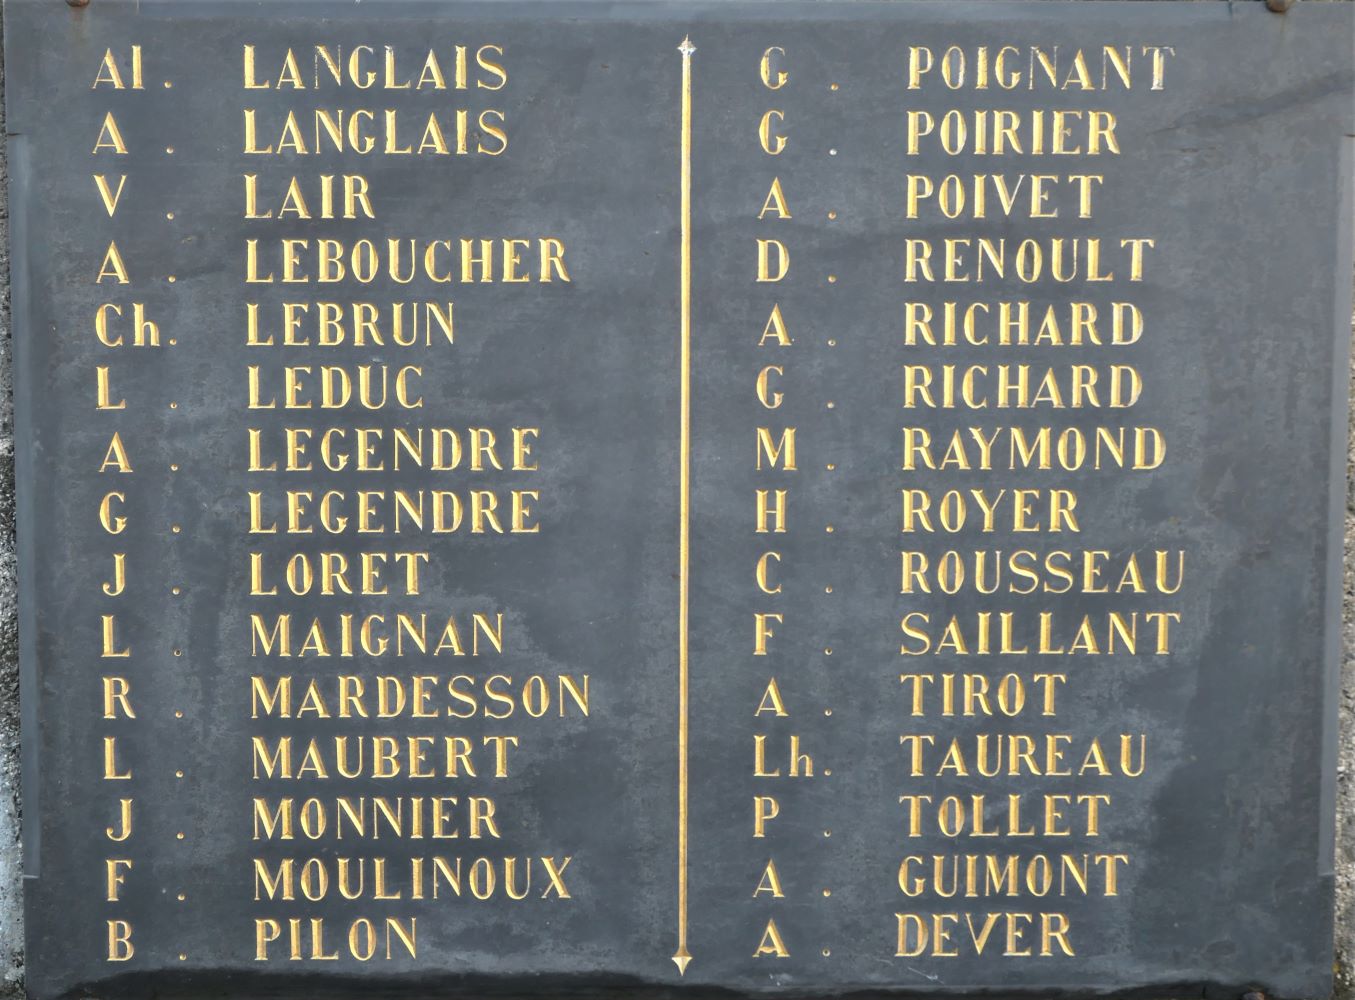 Al. LANGLAIS
A. LANGLAIS
V. LAIR
A. LEBOUCHER
Ch. LEBRUN
L. LEDUC
A. LEGENDRE
G. LEGENDRE
J. LORET
L. MAIGNAN
R. MARDESSON
L. MAUBERT
J. MONNIER
F. MOULINOUX
B. PILON
G. POIGNANT
G. POIRIER
A. POIVET
D. RENOULT
A. RICHARD
G. RICHARD
M. RAYMOND
H. ROYER
C. ROUSSEAU
F. SAILLANT
A. TIROT
Lh. TAUREAU
P. TOLLET
A. GUIMONT
A. DEVER